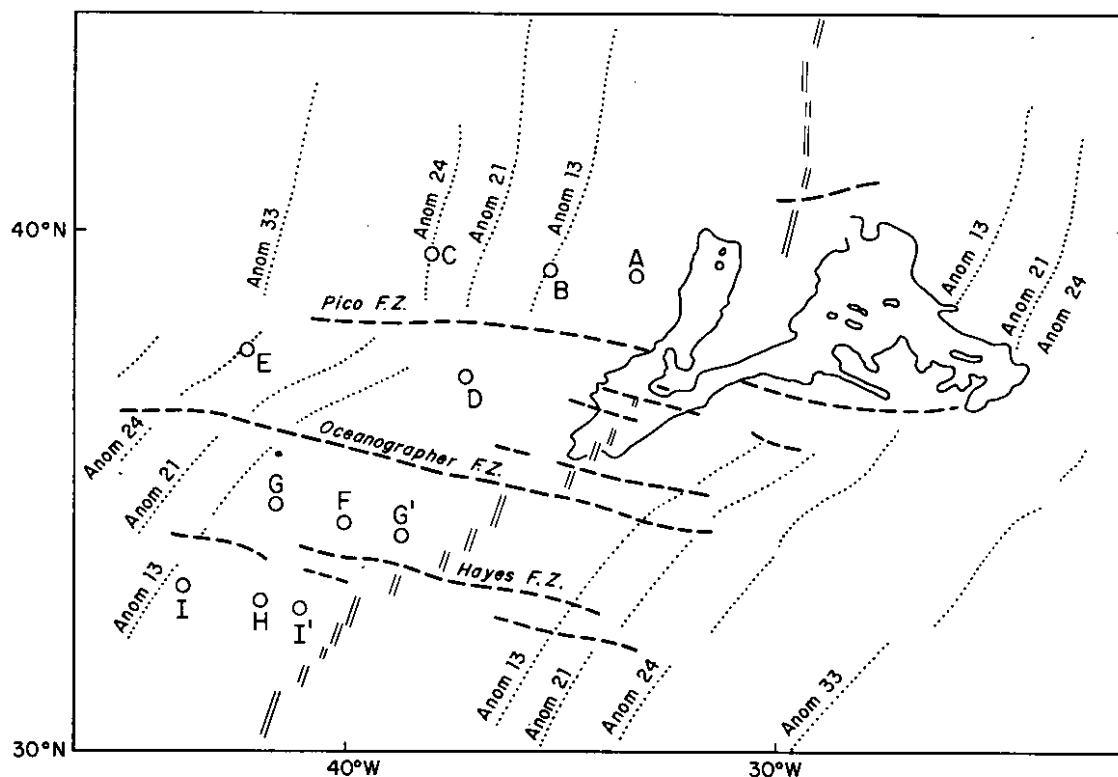 Anom 24
Anom 21
Anom 13
Anom 33
40°N
C
B
A
Anom 13
Anom 21
Anom 24
Pico F.Z.
E
D
Oceanographer F.Z.
Anom 24
Anom 21
G
F
G'
Hayes F.Z.
Anom 13
I
H
I'
Anom 13
Anom 21
Anom 24
Anom 33
30°N
40°W
30°W